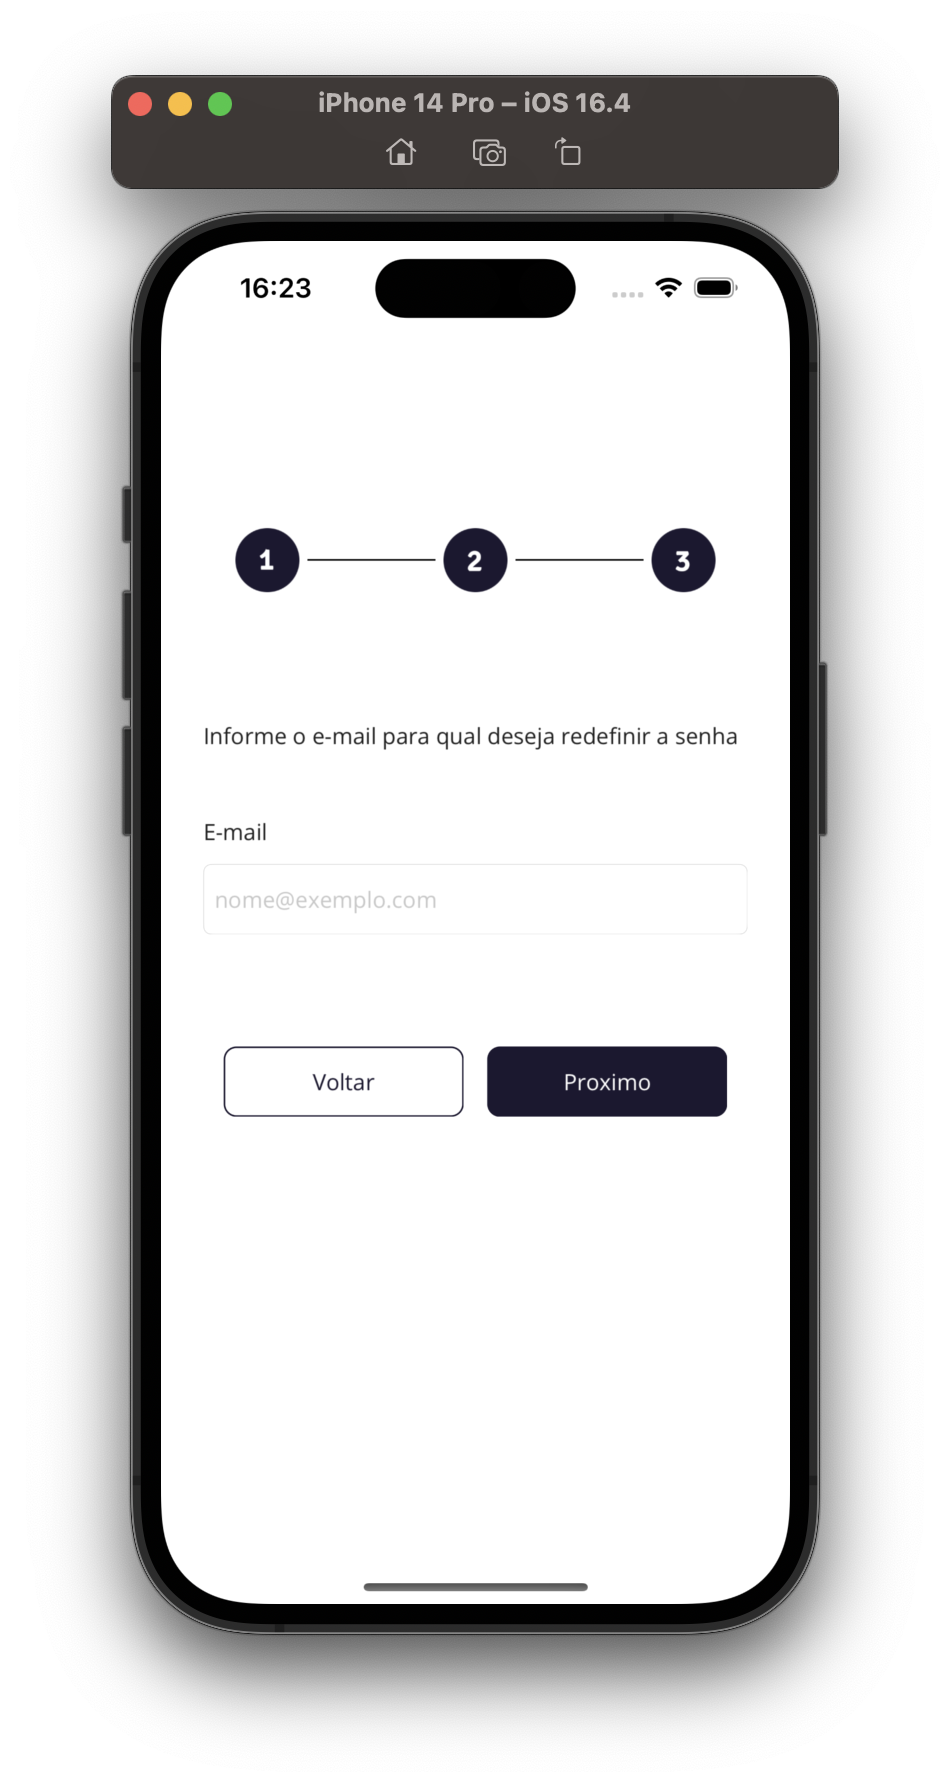 iPhone 14 Pro – iOS 16.4
16:23
1 2 3
Informe o e-mail para qual deseja redefinir a senha
E-mail
nome@exemplo.com
Voltar Proximo